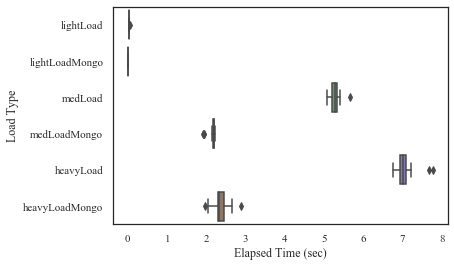 lightLoad
lightLoadMongo
medLoad
medLoadMongo
heavyLoad
heavyLoadMongo
Load Type
0 1 2 3 4 5 6 7 8
Elapsed Time (sec)